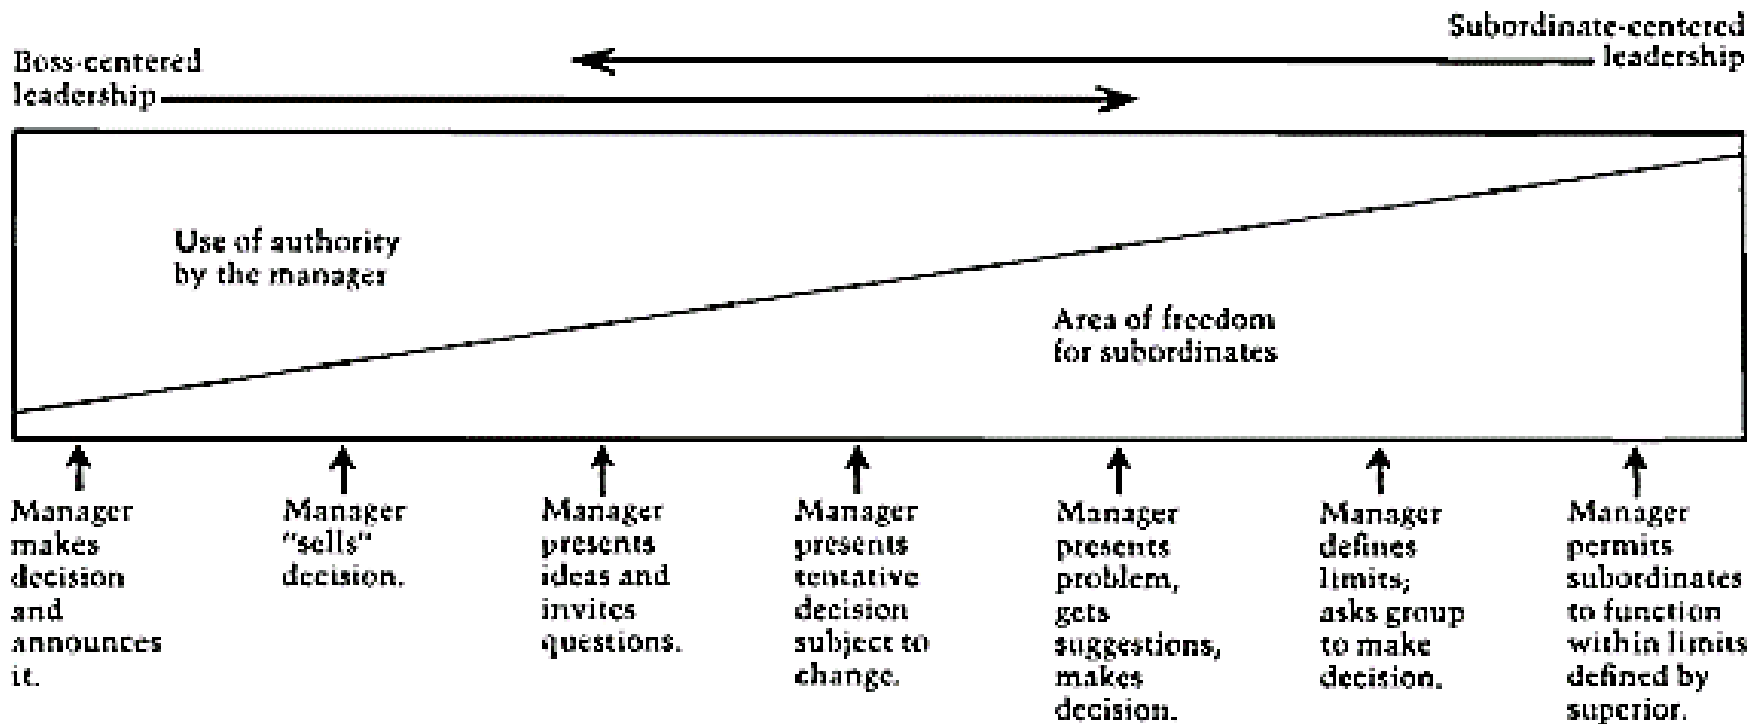 Subordinate-centered
leadership
Boss-centered
leadership
Use of authority
by the manager
Area of freedom
for subordinates
Manager
makes
decision
and
announces
it.
Manager
"sells"
decision.
Manager
presents
ideas and
invites
questions.
Manager
presents
tentative
decision
subject to
change.
Manager
presents
problem,
gets
suggestions,
makes
decision.
Manager
defines
limits;
asks group
to make
decision.
Manager
permits
subordinates
to function
within limits
defined by
superior.